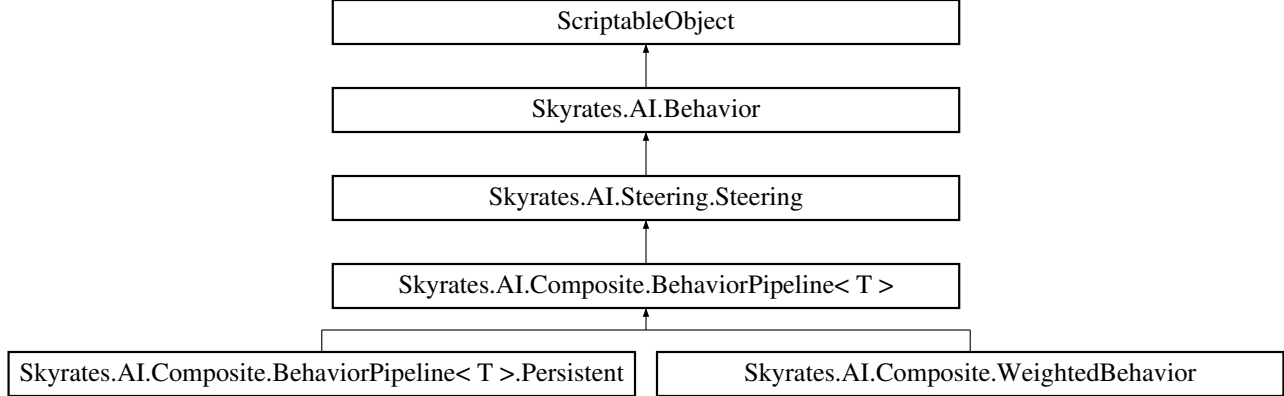 ScriptableObject
Skyrates.AI.Behavior
Skyrates.AI.Steering.Steering
Skyrates.AI.Composite.BehaviorPipeline< T >
Skyrates.AI.Composite.BehaviorPipeline< T >.Persistent
Skyrates.AI.Composite.WeightedBehavior